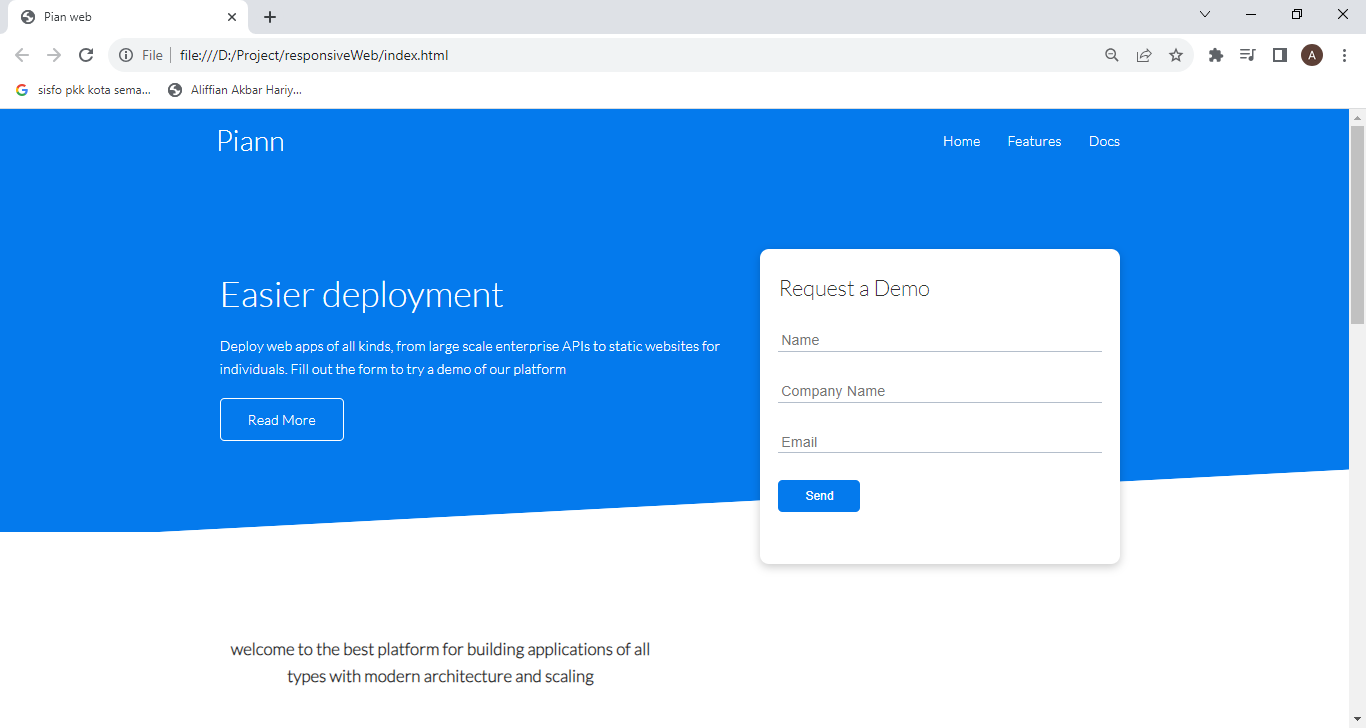 Pian web
File file:///D:/Project/responsiveWeb/index.html
A
G sisfo pkk kota sema... Aliffian Akbar Hariy...
Piann
Home Features Docs
Easier deployment
Deploy web apps of all kinds, from large scale enterprise APIs to static websites for
individuals. Fill out the form to try a demo of our platform
Read More
Request a Demo
Name
Company Name
Email
Send
welcome to the best platform for building applications of all
types with modern architecture and scaling